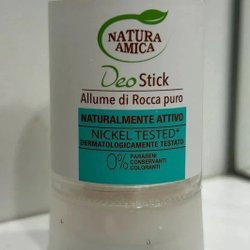 NATURA
AMICA
Deo Stick
Allume di Rocca puro
NATURALMENTE ATTIVO
NICKEL TESTED*
DERMATOLOGICAMENTE TESTATO
0% PARABENI
CONSERVANTI
COLORANTI